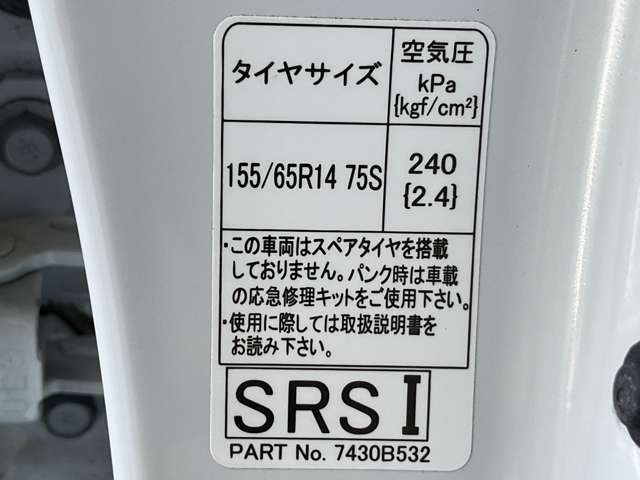 タイヤサイズ
空気圧
kPa
{kgf/cm²}
155/65R14 75S
240
{2.4}
・この車両はスペアタイヤを搭載
しておりません。パンク時は車載
の応急修理キットをご使用下さい。
・使用に際しては取扱説明書を
お読み下さい。
SRS I
PART No. 7430B532